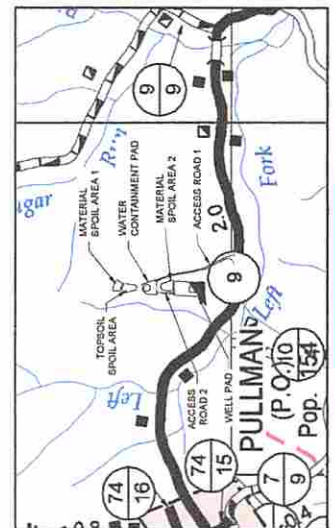 9
9
Run
gar
MATERIAL
SPOIL AREA 1
WATER
CONTAINMENT PAD
MATERIAL
SPOIL AREA 2
ACCESS ROAD 1
2.0
Fork
TOPSOIL
SPOIL AREA
9
Left
Left
ACCESS
ROAD 2
WELL PAD
PULLMAN
(P.O.)10
154
Pop.
74
16
74
15
7
9